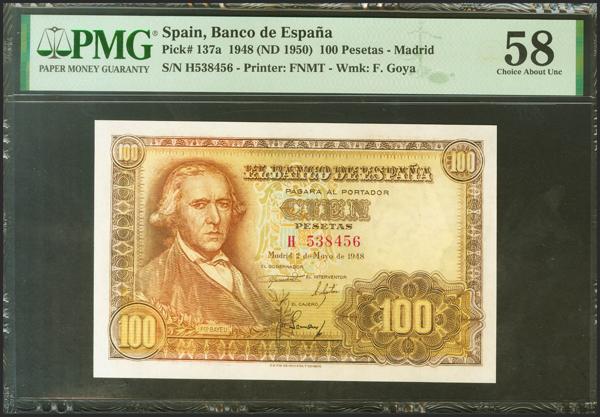 PMG®
PAPER MONEY GUARANTY
Spain, Banco de España
Pick# 137a 1948 (ND 1950) 100 Pesetas - Madrid
S/N H538456 - Printer: FNMT - Wmk: F. Goya
58
Choice About Unc
100
100
EL BANCO DE ESPAÑA
PAGARA AL PORTADOR
CIEN
PESETAS
H 538456
Madrid 2 de Mayo de 1948
EL GOBERNADOR
EL INTERVENTOR
EL CAJERO
BAYEU
100
100